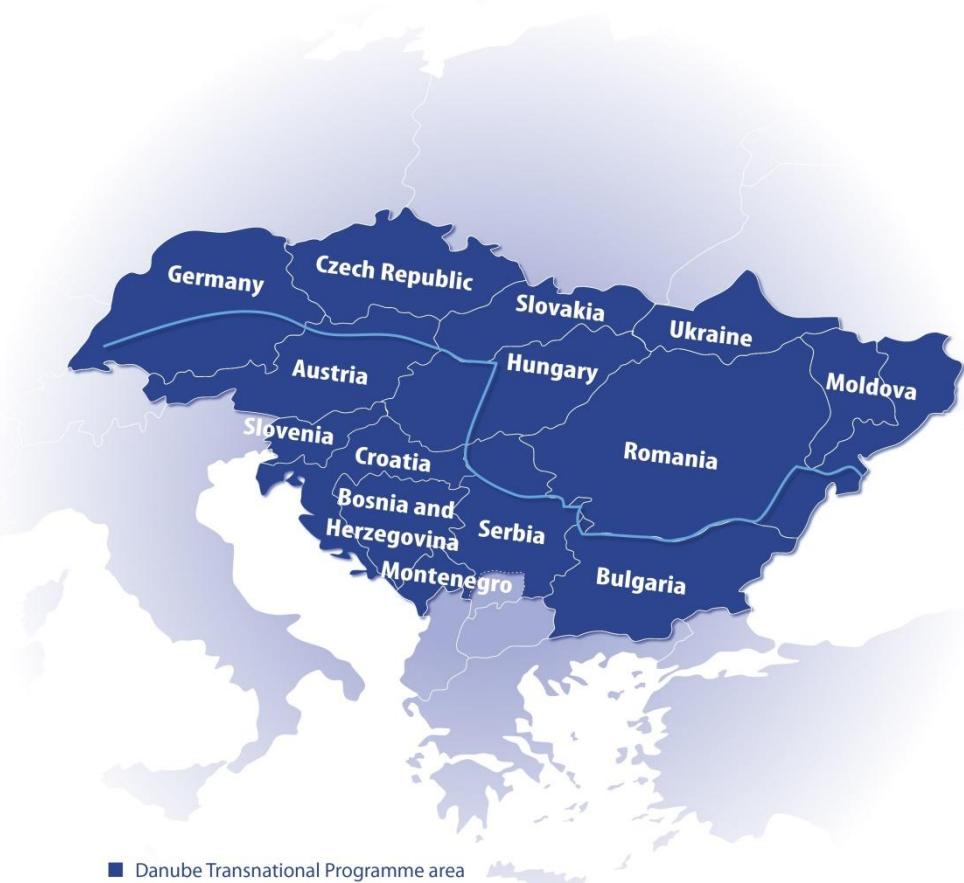 Germany
Czech Republic
Slovakia
Ukraine
Austria
Hungary
Moldova
Slovenia
Croatia
Romania
Bosnia and
Herzegovina
Serbia
Montenegro
Bulgaria
Danube Transnational Programme area